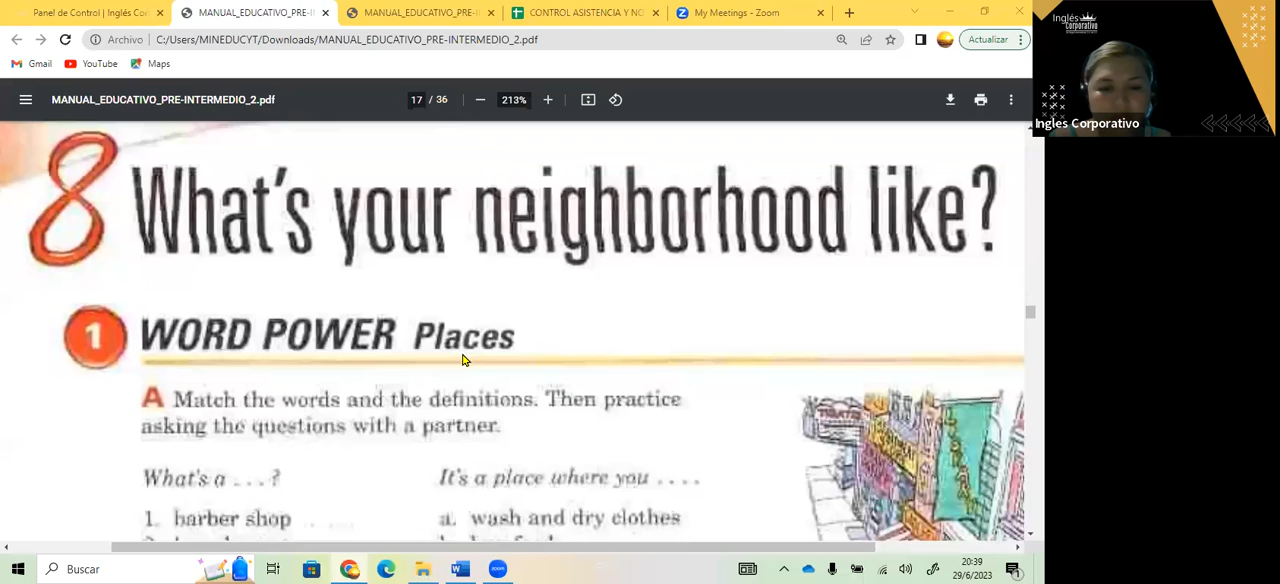 Panel de Control | Inglés Co
MANUAL_EDUCATIVO_PRE-I
MANUAL_EDUCATIVO_PRE-I
CONTROL ASISTENCIA Y NO
My Meetings - Zoom
Archivo
C:/Users/MINEDUCYT/Downloads/MANUAL_EDUCATIVO_PRE-INTERMEDIO_2.pdf
Actualizar
Gmail
YouTube
Maps
MANUAL_EDUCATIVO_PRE-INTERMEDIO_2.pdf
17 / 36
213%
Inglés
Corporativo
Ingles Corporativo
8 What's your neighborhood like?
1 WORD POWER Places
A Match the words and the definitions. Then practice
asking the questions with a partner.
What's a . . . ?
It's a place where you . . . .
1. barber shop
a. wash and dry clothes
Buscar
20:39
29/6/2023